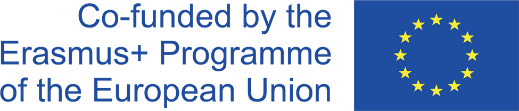 Co-funded by the
Erasmus+ Programme
of the European Union